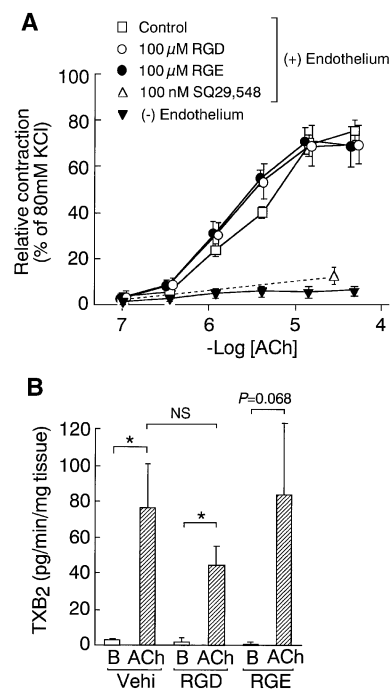 A
Control
100 μM RGD
100 μM RGE
100 nM SQ29,548
(-) Endothelium
(+) Endothelium
Relative contraction
(% of 80mM KCl)
100
80
60
40
20
0
7 6 5 4
-Log [ACh]
B
TXB2 (pg/min/mg tissue)
120
100
80
60
40
20
0
* NS * P=0.068
B ACh B ACh B ACh
Vehi RGD RGE